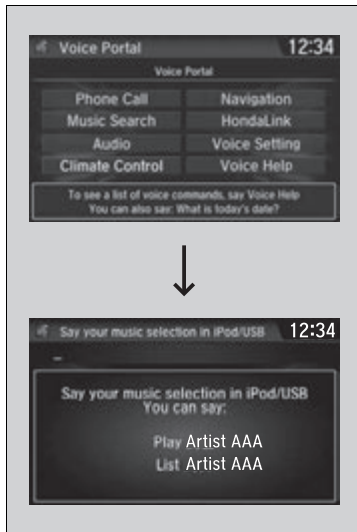 Voice Portal 12:34
Voice Portal
Phone Call Navigation
Music Search HondaLink
Audio Voice Setting
Climate Control Voice Help
To see a list of voice commands, say Voice Help
You can also say: What is today's date?
Say your music selection in iPod/USB 12:34
Say your music selection in iPod/USB
You can say:
Play Artist AAA
List Artist AAA